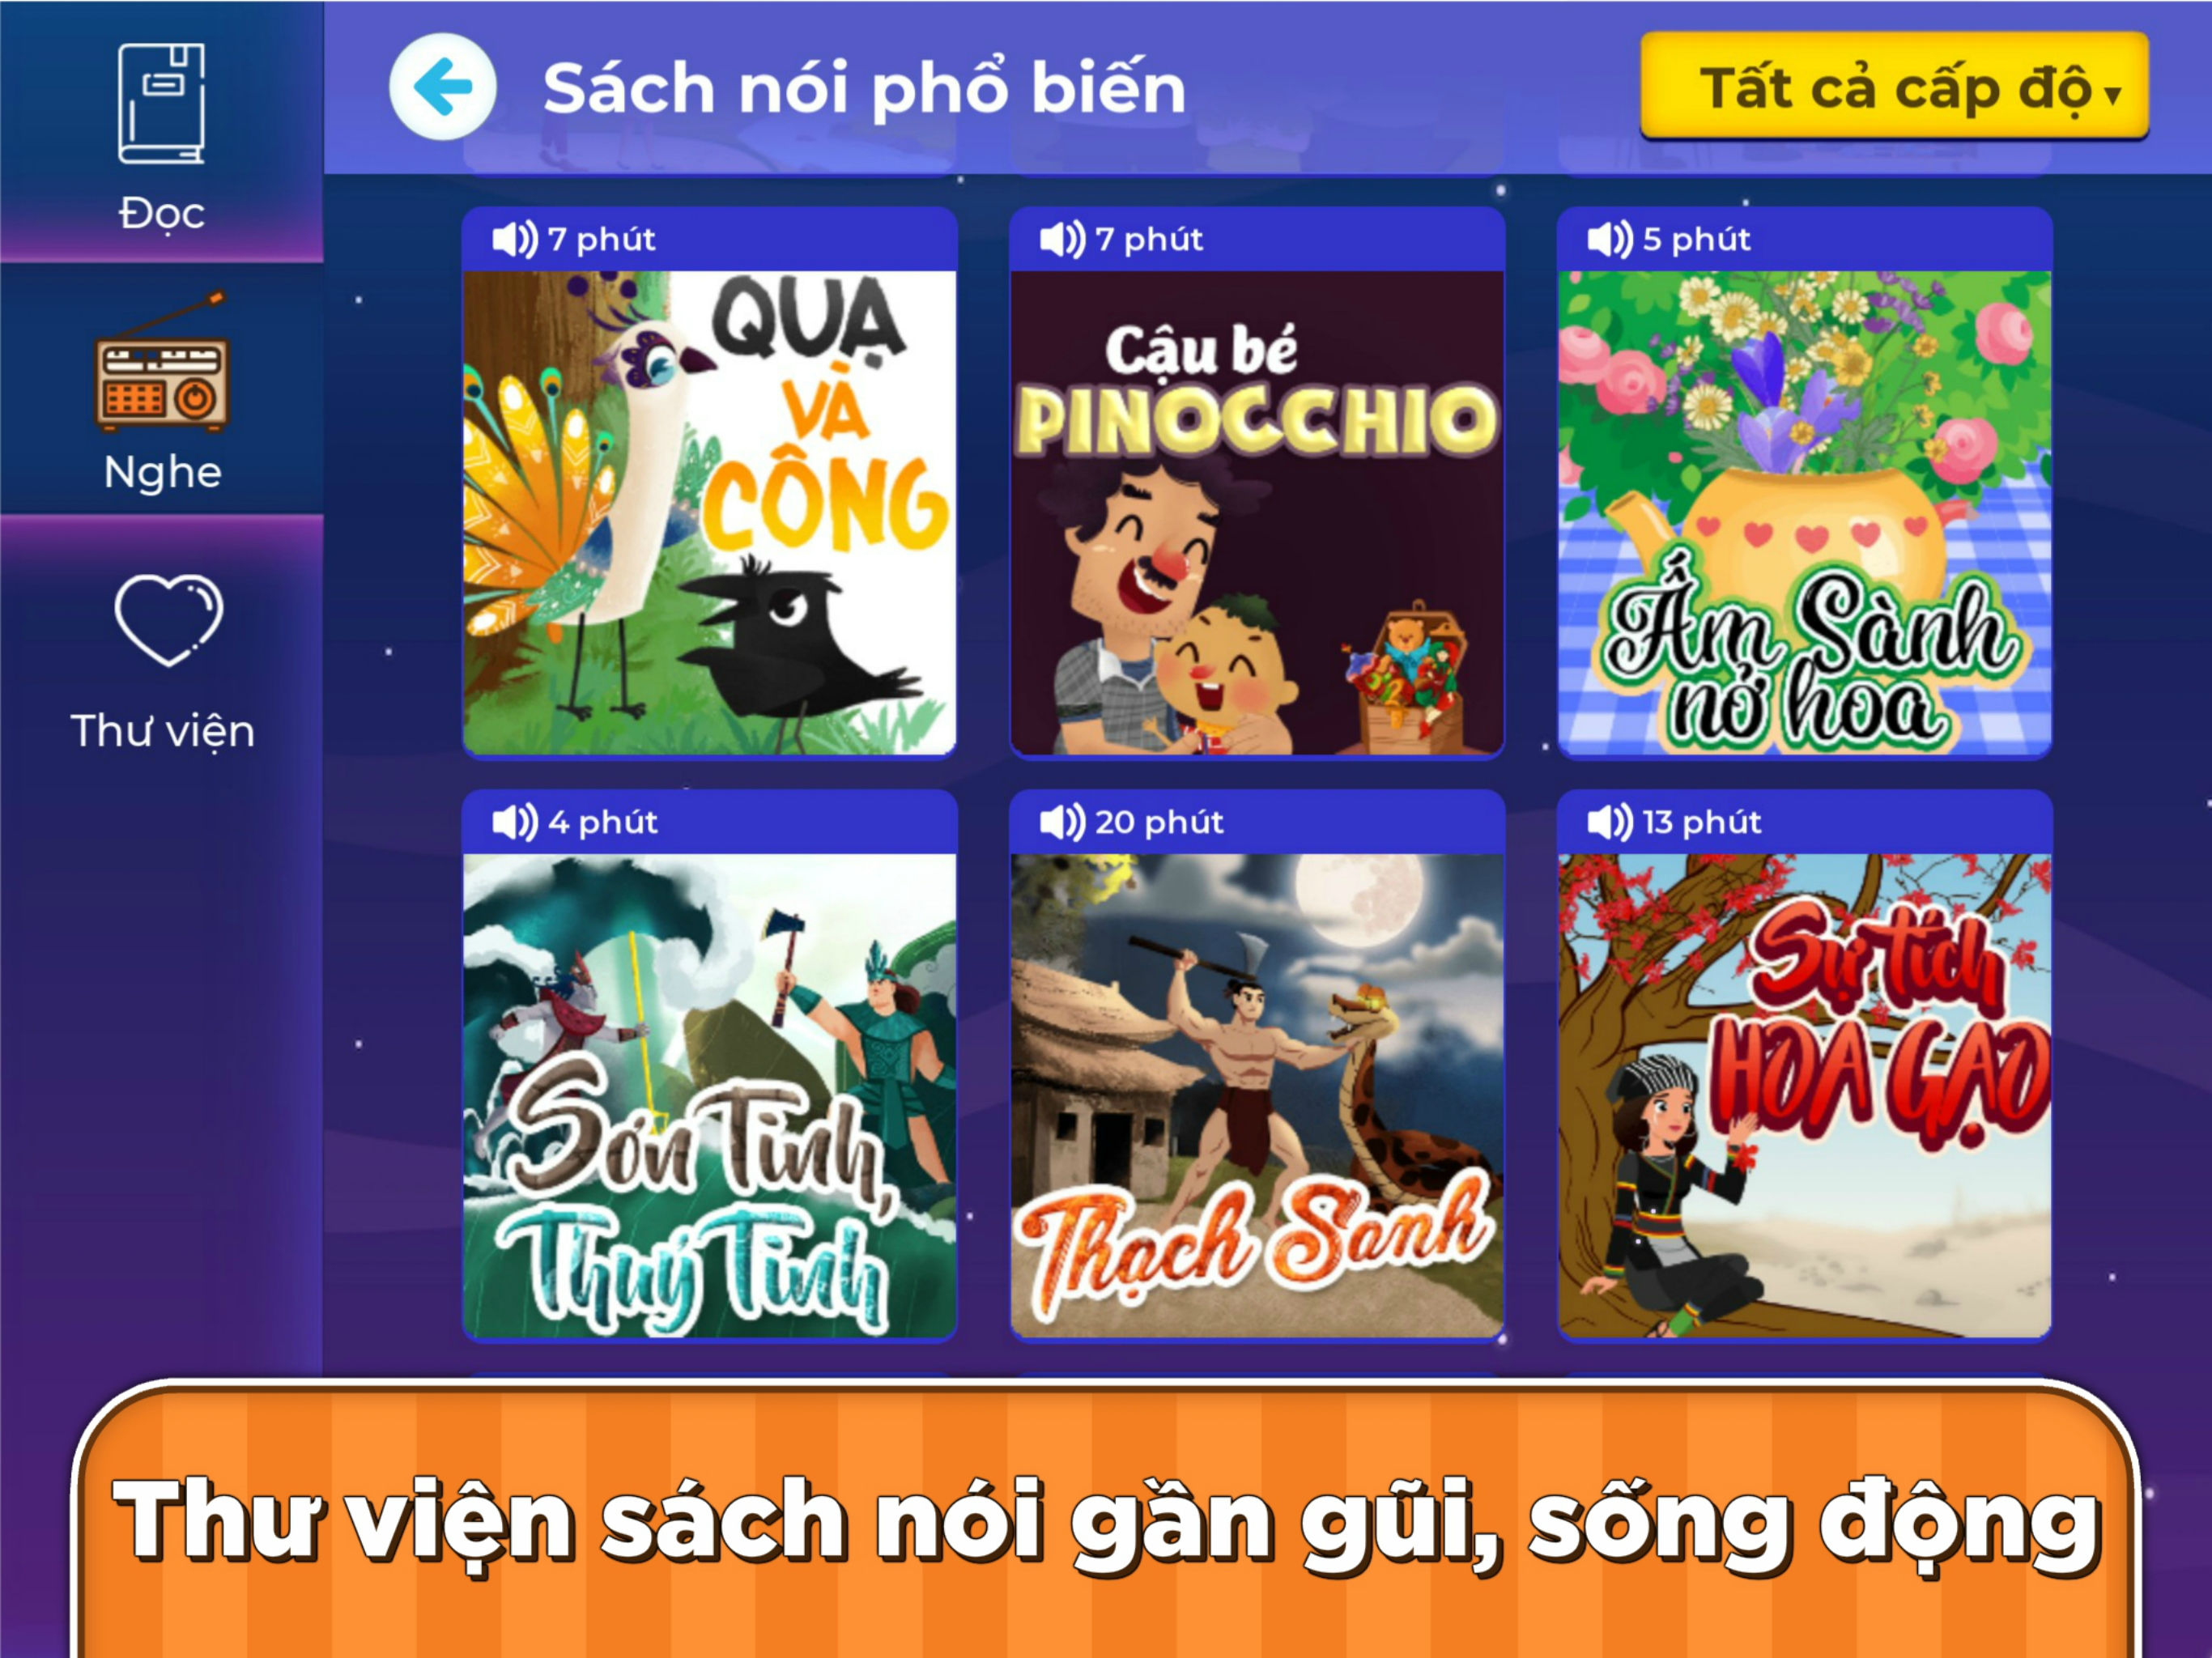 Đọc
Nghe
Thư viện
Sách nói phổ biến
Tất cả cấp độ ▾
7 phút
QUẠ
VÀ
CÔNG
7 phút
Cậu bé
PINOCCHIO
5 phút
Ấm Sành
nở hoa
4 phút
Sơn Tinh,
Thuỷ Tinh
20 phút
Thạch Sanh
13 phút
Sự tích
HOA GẠO
Thư viện sách nói gần gũi, sống động